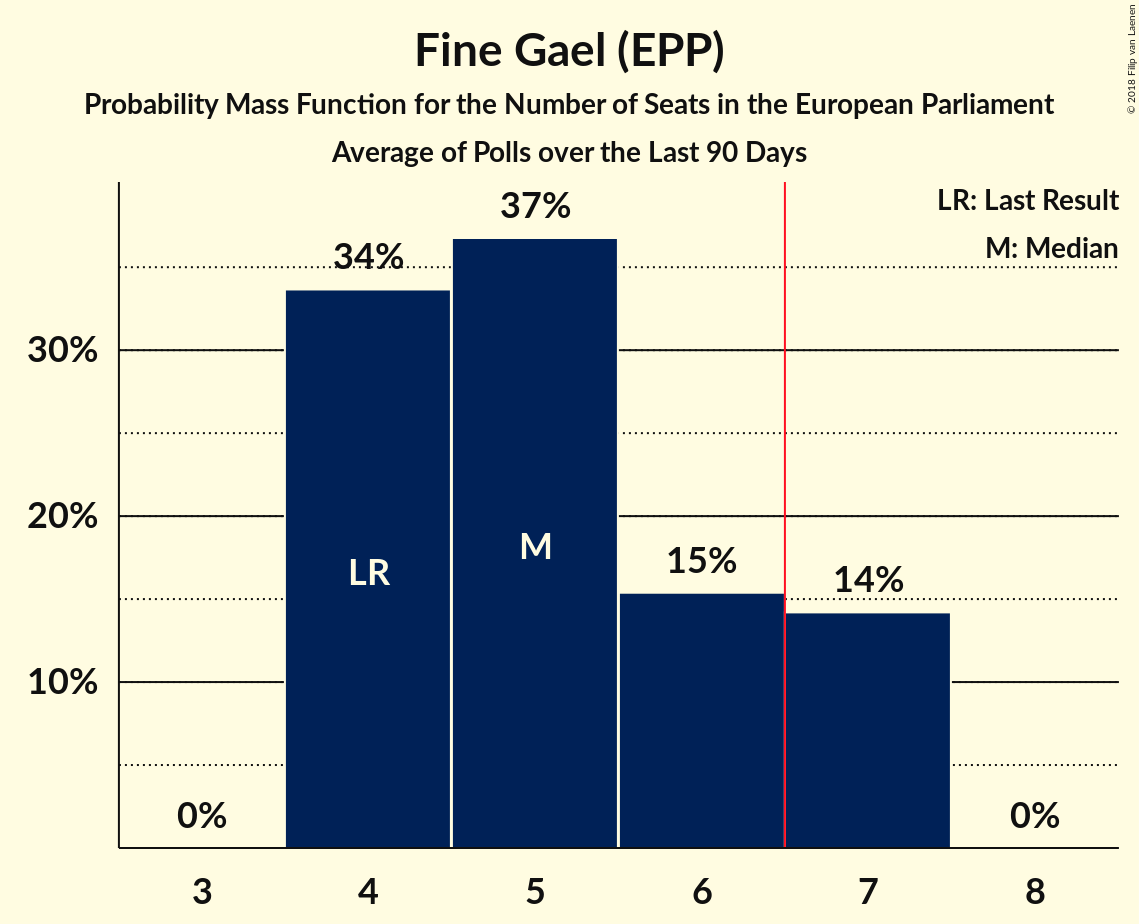 Fine Gael (EPP)
Probability Mass Function for the Number of Seats in the European Parliament
Average of Polls over the Last 90 Days
© 2018 Filip van Laenen
LR: Last Result
M: Median
37%
34%
30%
20%
15%
14%
10%
LR
M
0%
0%
3 4 5 6 7 8